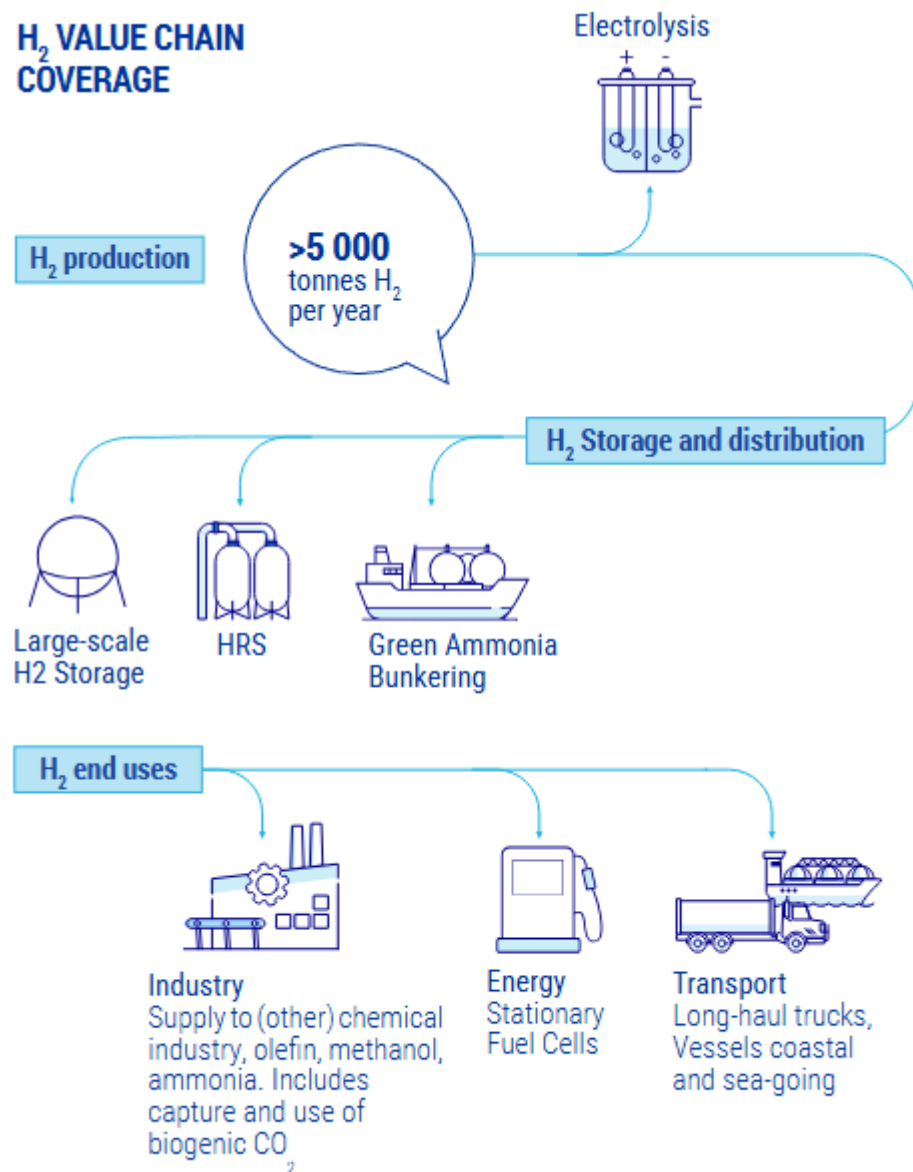 H₂ VALUE CHAIN
COVERAGE
Electrolysis
+ -
H₂ production
>5 000
tonnes H₂
per year
H₂ Storage and distribution
Large-scale
H2 Storage
HRS
Green Ammonia
Bunkering
H₂ end uses
Industry
Supply to (other) chemical
industry, olefin, methanol,
ammonia. Includes
capture and use of
biogenic CO₂
Energy
Stationary
Fuel Cells
Transport
Long-haul trucks,
Vessels coastal
and sea-going